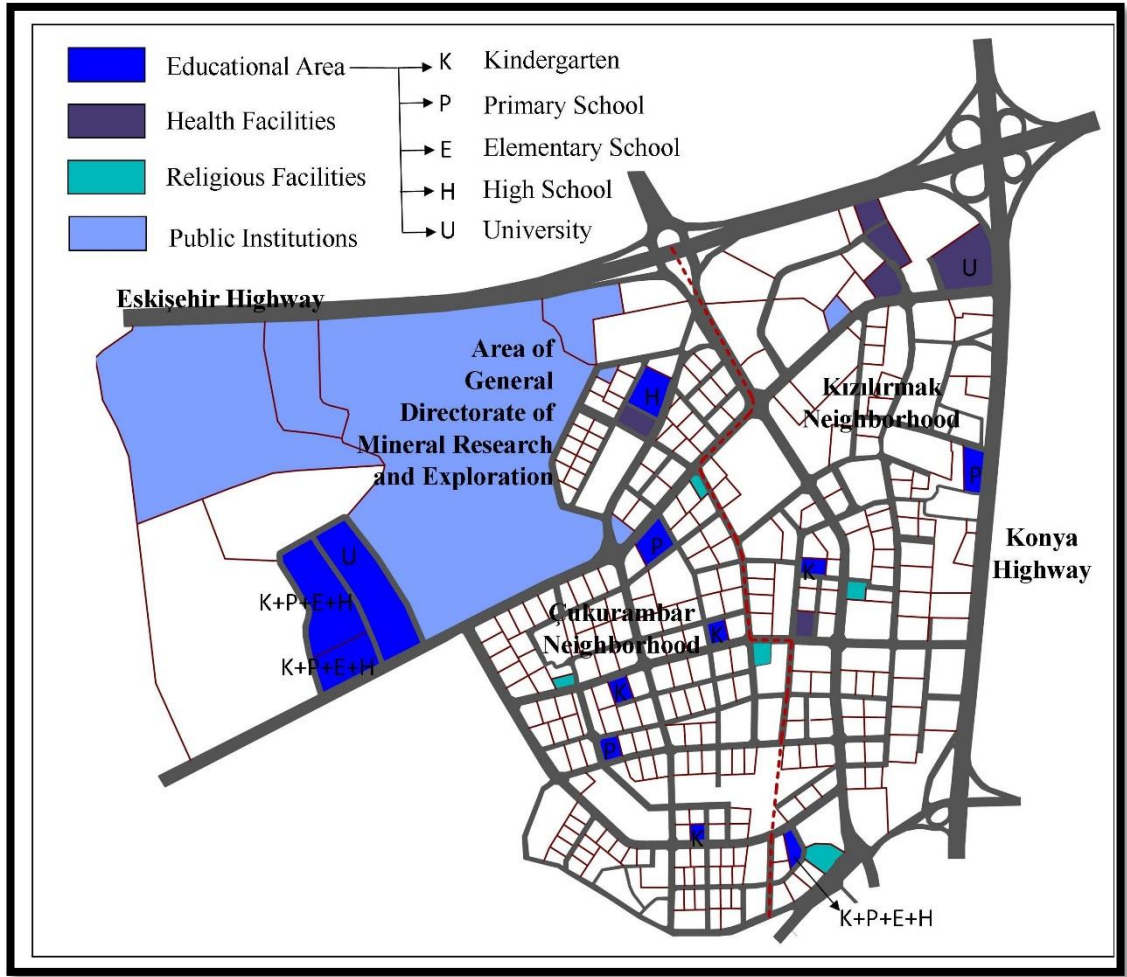 Educational Area
K Kindergarten
Health Facilities
P Primary School
Religious Facilities
E Elementary School
H High School
Public Institutions
U University
U
Eskişehir Highway
Area of
General
Directorate of
Mineral Research
and Exploration
H
Kızılırmak
Neighborhood
P
Konya
Highway
P
U
K
K+P+E+H
Çukurambar
Neighborhood
K
K+P+E+H
K
P
K
K+P+E+H